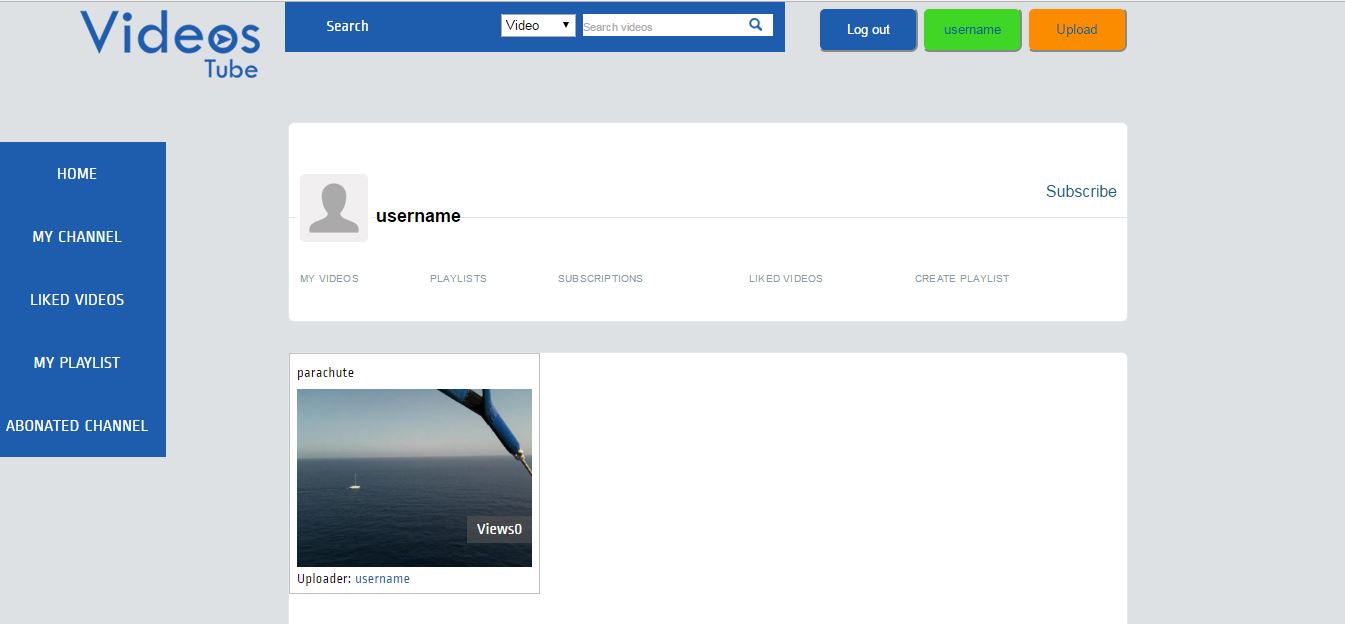 Videos
Tube
Search
Video
Search videos
Log out
username
Upload
HOME
MY CHANNEL
LIKED VIDEOS
MY PLAYLIST
ABONATED CHANNEL
Subscribe
username
MY VIDEOS PLAYLISTS SUBSCRIPTIONS LIKED VIDEOS CREATE PLAYLIST
parachute
Views0
Uploader: username